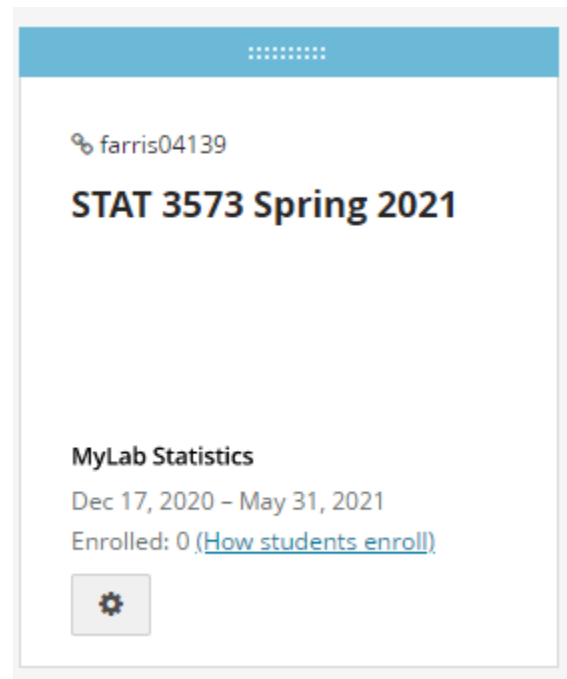 farris04139
STAT 3573 Spring 2021
MyLab Statistics
Dec 17, 2020 – May 31, 2021
Enrolled: 0 (How students enroll)